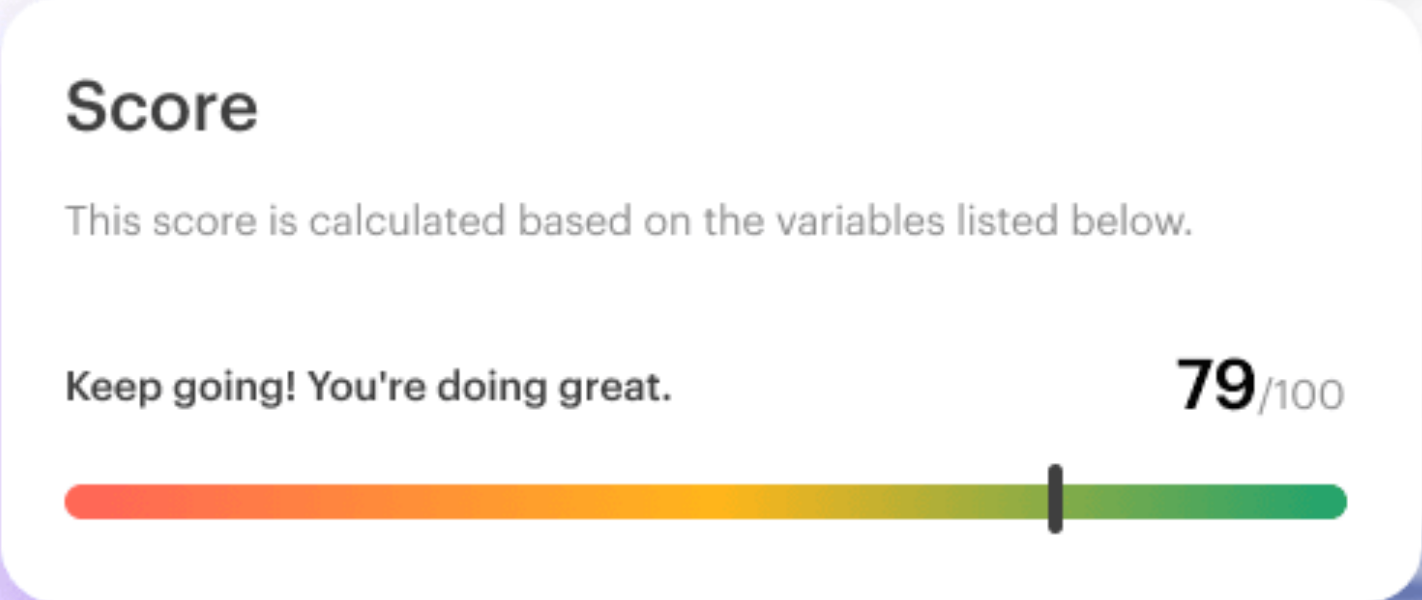 Score
This score is calculated based on the variables listed below.
Keep going! You're doing great.
79/100